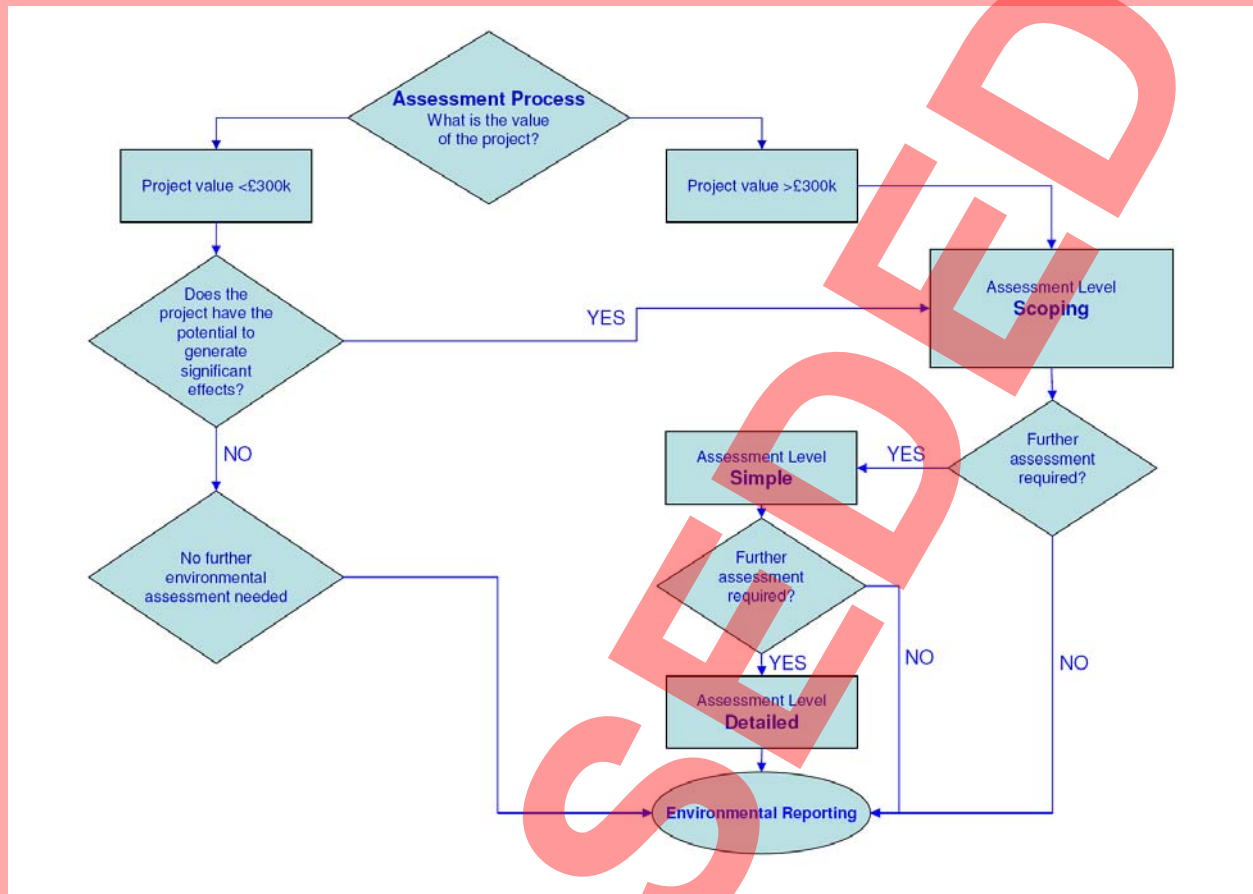 Assessment Process
What is the value
of the project?
Project value <£300k
Project value >£300k
Assessment Level
Scoping
Does the
project have the
potential to
generate
significant
effects?
YES
NO
Further
assessment
required?
YES
Assessment Level
Simple
No further
environmental
assessment needed
Further
assessment
required?
NO
NO
YES
Assessment Level
Detailed
Environmental Reporting
SEDED